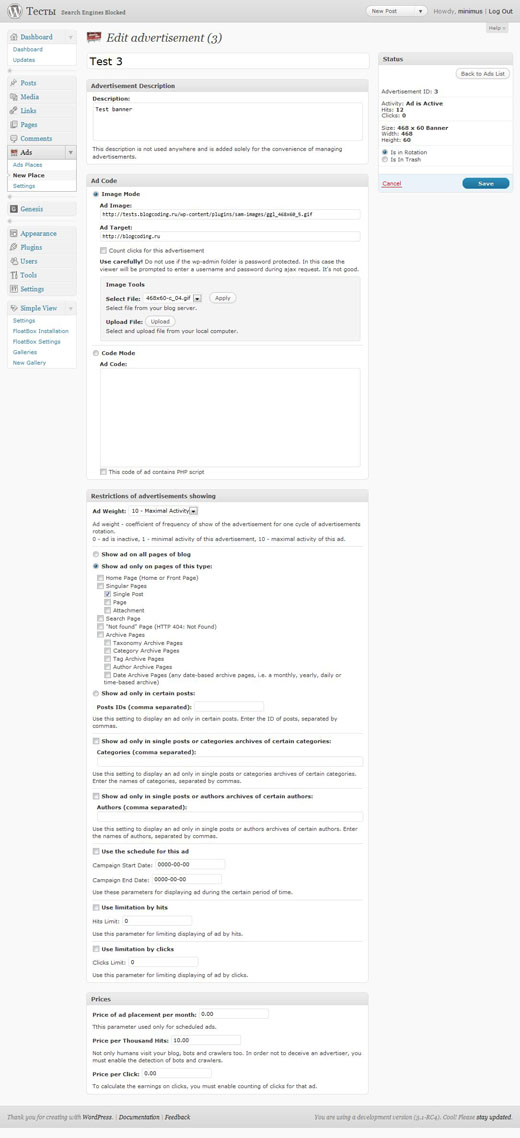 Тесты Search Engines Blocked
New Post
Howdy, minimus | Log Out
Help
Dashboard
Dashboard
Updates
Posts
Media
Links
Pages
Comments
Ads
Ads Places
New Place
Settings
Genesis
Appearance
Plugins
Users
Tools
Settings
Simple View
Settings
FloatBox Installation
FloatBox Settings
Galleries
New Gallery
Edit advertisement (3)
Test 3
Advertisement Description
Description:
Test banner
This description is not used anywhere and is added solely for the convenience of managing
advertisements.
Ad Code
Image Mode
Ad Image:
http://tests.blogcoding.ru/wp-content/plugins/sam-images/ggl_468x60_5.gif
Ad Target:
http://blogcoding.ru
Count clicks for this advertisement
Use carefully! Do not use if the wp-admin folder is password protected. In this case the
viewer will be prompted to enter a username and password during ajax request. It's not good.
Image Tools
Select File: 468x60-c_04.gif Apply
Select file from your blog server.
Upload File: Upload
Select and upload file from your local computer.
Code Mode
Ad Code:
This code of ad contains PHP script
Restrictions of advertisements showing
Ad Weight: 10 - Maximal Activity
Ad weight - coefficient of frequency of show of the advertisement for one cycle of advertisements
rotation.
0 - ad is inactive, 1 - minimal activity of this advertisement, 10 - maximal activity of this ad.
Show ad on all pages of blog
Show ad only on pages of this type:
Home Page (Home or Front Page)
Singular Pages
Single Post
Page
Attachment
Search Page
"Not found" Page (HTTP 404: Not Found)
Archive Pages
Taxonomy Archive Pages
Category Archive Pages
Tag Archive Pages
Author Archive Pages
Date Archive Pages (any date-based archive pages, i.e. a monthly, yearly, daily or
time-based archive)
Show ad only in certain posts:
Posts IDs (comma separated):
Use this setting to display an ad only in certain posts. Enter the ID of posts, separated by
commas.
Show ad only in single posts or categories archives of certain categories:
Categories (comma separated):
Use this setting to display an ad only in single posts or categories archives of certain categories.
Enter the names of categories, separated by commas.
Show ad only in single posts or authors archives of certain authors:
Authors (comma separated):
Use this setting to display an ad only in single posts or authors archives of certain authors. Enter
the names of authors, separated by commas.
Use the schedule for this ad
Campaign Start Date: 0000-00-00
Campaign End Date: 0000-00-00
Use these parameters for displaying ad during the certain period of time.
Use limitation by hits
Hits Limit: 0
Use this parameter for limiting displaying of ad by hits.
Use limitation by clicks
Clicks Limit: 0
Use this parameter for limiting displaying of ad by clicks.
Prices
Price of ad placement per month: 0.00
Tthis parameter used only for scheduled ads.
Price per Thousand Hits: 10.00
Not only humans visit your blog, bots and crawlers too. In order not to deceive an advertiser, you
must enable the detection of bots and crawlers.
Price per Click: 0.00
To calculate the earnings on clicks, you must enable counting of clicks for that ad.
Status
Back to Ads List
Advertisement ID: 3
Activity: Ad is Active
Hits: 12
Clicks: 0
Size: 468 x 60 Banner
Width: 468
Height: 60
Is in Rotation
Is In Trash
Cancel
Save
Thank you for creating with WordPress. | Documentation | Feedback
You are using a development version (3.1-RC4). Cool! Please stay updated.